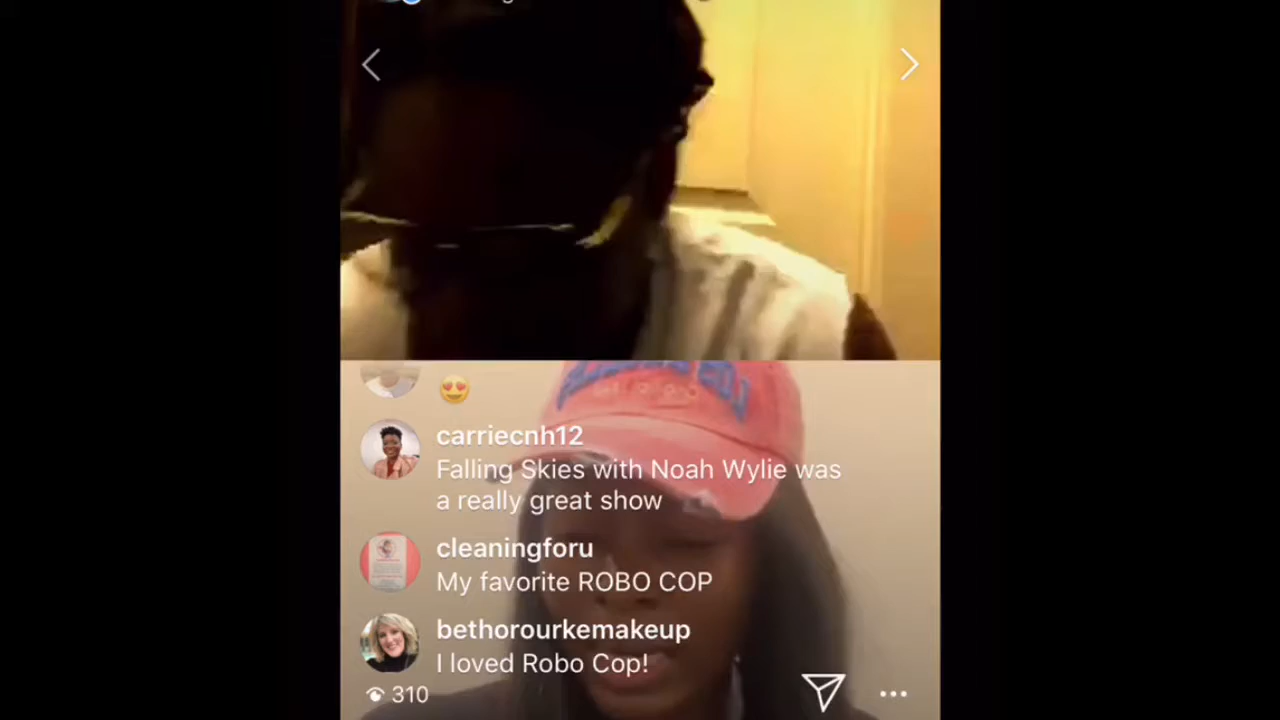 😍
carriecnh12
Falling Skies with Noah Wylie was
a really great show
cleaningforu
My favorite ROBO COP
bethorourkemakeup
I loved Robo Cop!
310